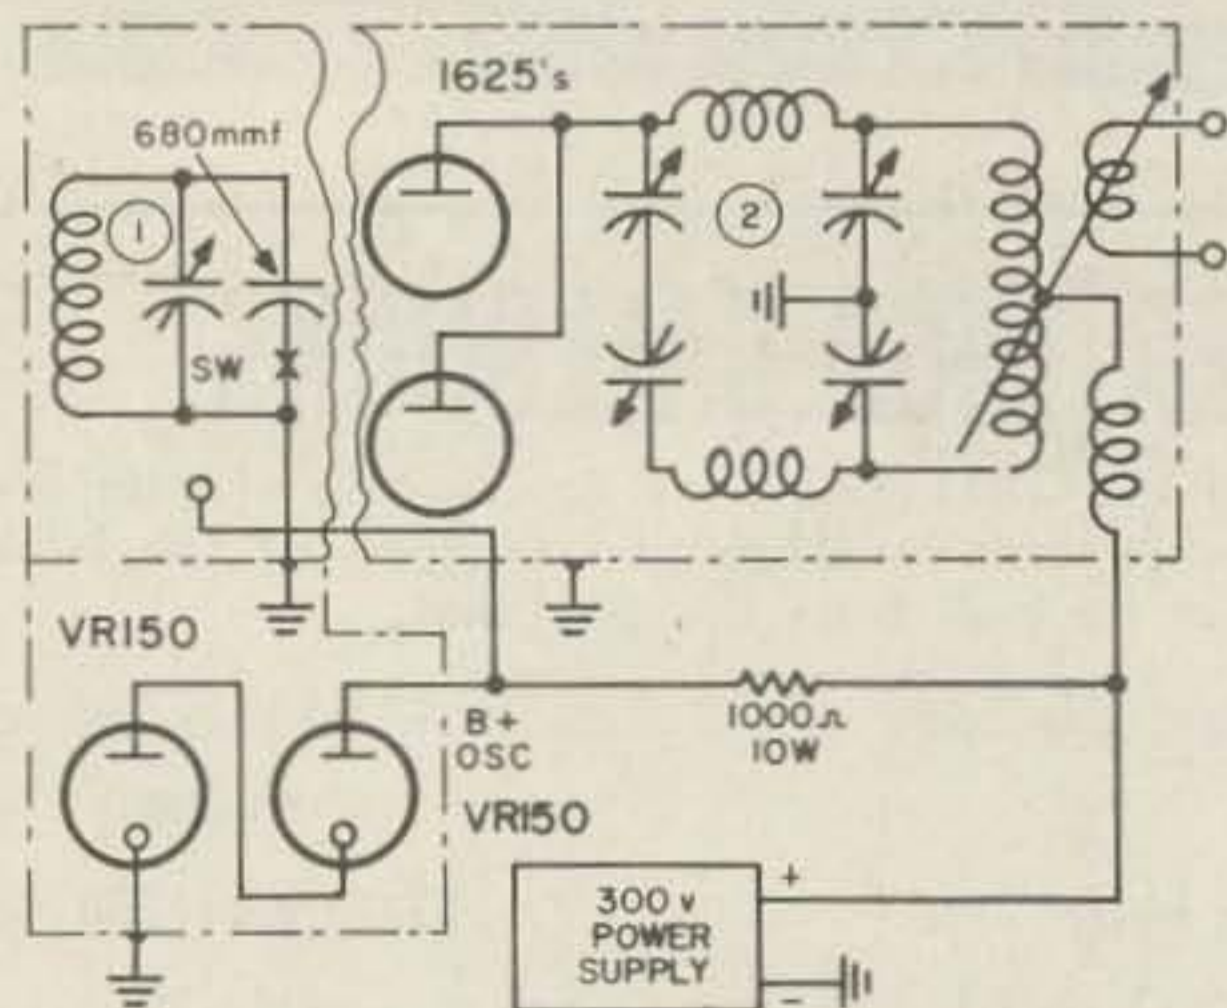 1625's
680mmf
1
2
SW
VR150
B+
OSC
1000Ω
10W
VR150
+
300 v
POWER
SUPPLY
-